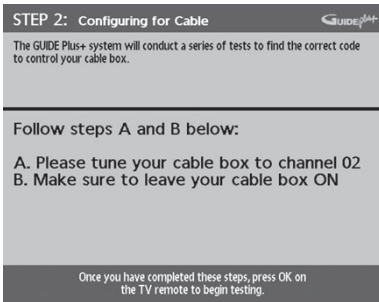 STEP 2: Configuring for Cable
GUIDEplus+
The GUIDE Plus+ system will conduct a series of tests to find the correct code
to control your cable box.
Follow steps A and B below:
A. Please tune your cable box to channel 02
B. Make sure to leave your cable box ON
Once you have completed these steps, press OK on
the TV remote to begin testing.